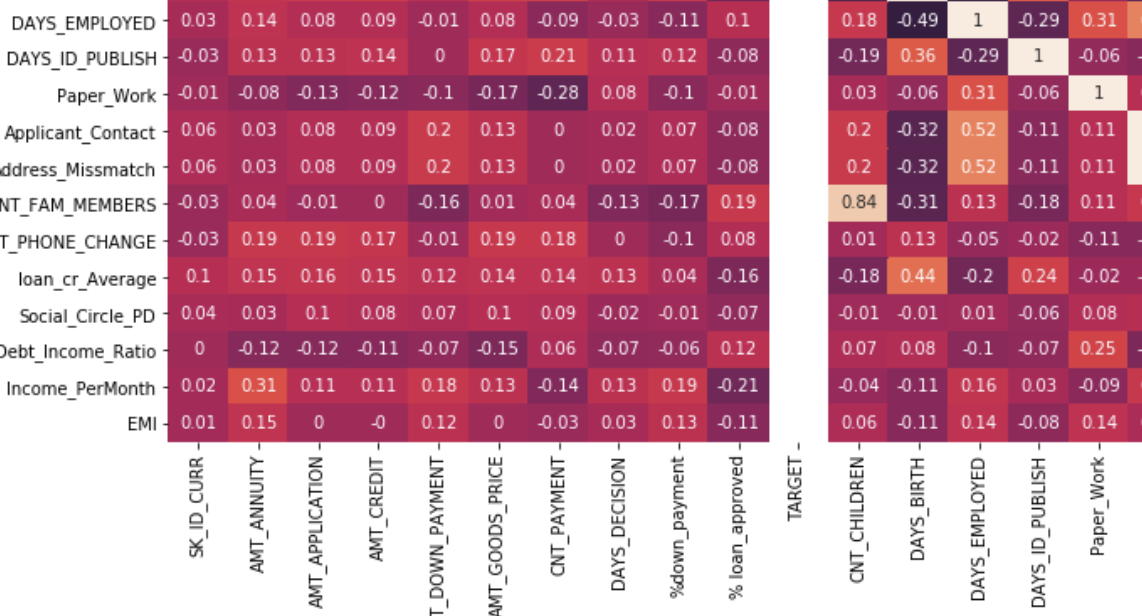 DAYS_EMPLOYED 0.03 0.14 0.08 0.09 -0.01 0.08 -0.09 -0.03 -0.11 0.1 0.18 -0.49 1 -0.29 0.31
DAYS_ID_PUBLISH -0.03 0.13 0.13 0.14 0 0.17 0.21 0.11 0.12 -0.08 -0.19 0.36 -0.29 1 -0.06
Paper_Work -0.01 -0.08 -0.13 -0.12 -0.1 -0.17 -0.28 0.08 -0.1 -0.01 0.03 -0.06 0.31 -0.06 1
Applicant_Contact 0.06 0.03 0.08 0.09 0.2 0.13 0 0.02 0.07 -0.08 0.2 -0.32 0.52 -0.11 0.11
ddress_Missmatch 0.06 0.03 0.08 0.09 0.2 0.13 0 0.02 0.07 -0.08 0.2 -0.32 0.52 -0.11 0.11
NT_FAM_MEMBERS -0.03 0.04 -0.01 0 -0.16 0.01 0.04 -0.13 -0.17 0.19 0.84 -0.31 0.13 -0.18 0.11
T_PHONE_CHANGE -0.03 0.19 0.19 0.17 -0.01 0.19 0.18 0 -0.1 0.08 0.01 0.13 -0.05 -0.02 -0.11
loan_cr_Average 0.1 0.15 0.16 0.15 0.12 0.14 0.14 0.13 0.04 -0.16 -0.18 0.44 -0.2 0.24 -0.02
Social_Circle_PD 0.04 0.03 0.1 0.08 0.07 0.1 0.09 -0.02 -0.01 -0.07 -0.01 -0.01 0.01 -0.06 0.08
Debt_Income_Ratio 0 -0.12 -0.12 -0.11 -0.07 -0.15 0.06 -0.07 -0.06 0.12 0.07 0.08 -0.1 -0.07 0.25
Income_PerMonth 0.02 0.31 0.11 0.11 0.18 0.13 -0.14 0.13 0.19 -0.21 -0.04 -0.11 0.16 0.03 -0.09
EMI 0.01 0.15 0 -0 0.12 0 -0.03 0.03 0.13 -0.11 0.06 -0.11 0.14 -0.08 0.14
SK_ID_CURR
AMT_ANNUITY
AMT_APPLICATION
AMT_CREDIT
T_DOWN_PAYMENT
AMT_GOODS_PRICE
CNT_PAYMENT
DAYS_DECISION
%down_payment
% loan_approved
TARGET
CNT_CHILDREN
DAYS_BIRTH
DAYS_EMPLOYED
DAYS_ID_PUBLISH
Paper_Work